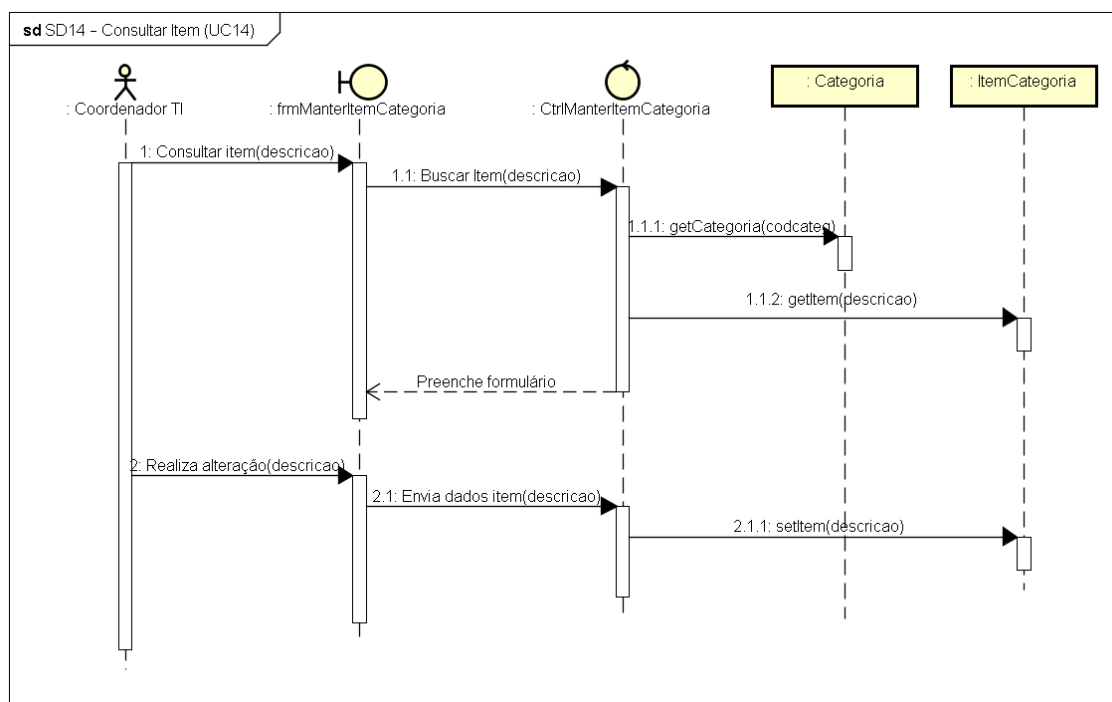 sd SD14 – Consultar Item (UC14)
: Coordenador TI
: frmManterItemCategoria
: CtrlManterItemCategoria
: Categoria
: ItemCategoria
1: Consultar item(descricao)
1.1: Buscar Item(descricao)
1.1.1: getCategoria(codcateg)
1.1.2: getItem(descricao)
Preenche formulário
2: Realiza alteração(descricao)
2.1: Envia dados item(descricao)
2.1.1: setItem(descricao)